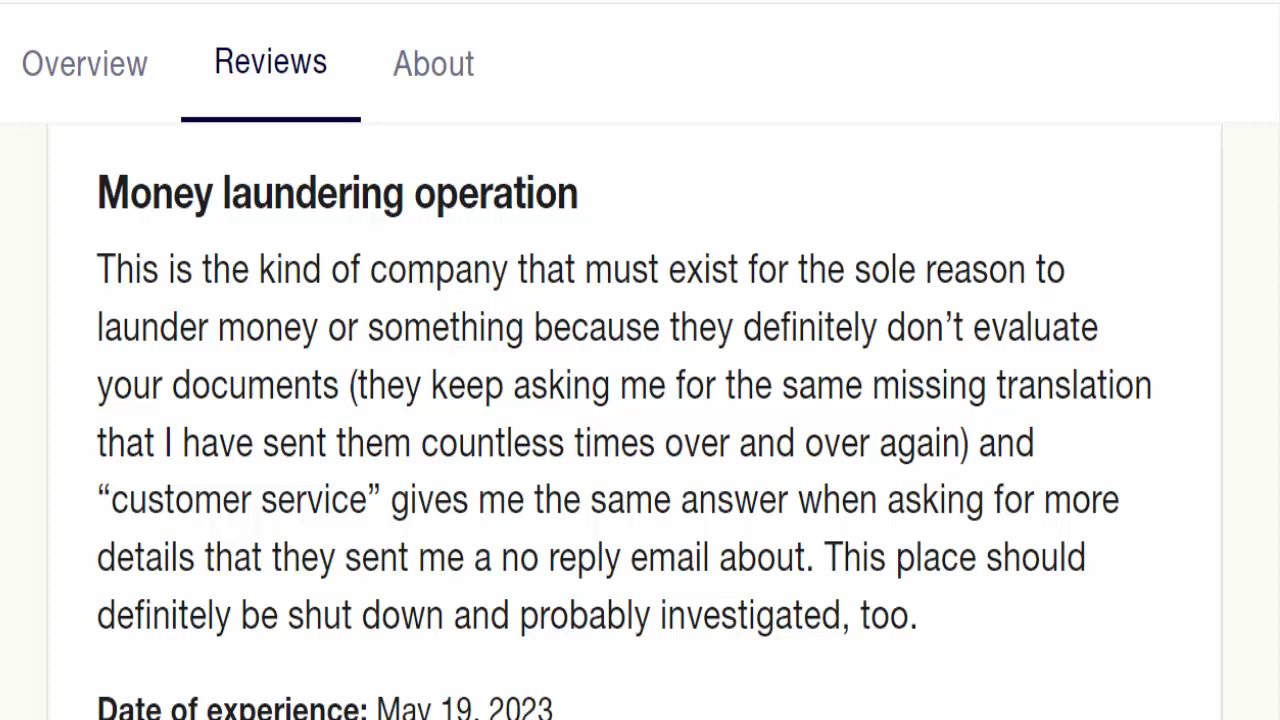 Overview Reviews About
Money laundering operation
This is the kind of company that must exist for the sole reason to
launder money or something because they definitely don’t evaluate
your documents (they keep asking me for the same missing translation
that I have sent them countless times over and over again) and
“customer service” gives me the same answer when asking for more
details that they sent me a no reply email about. This place should
definitely be shut down and probably investigated, too.
Date of experience: May 19, 2023